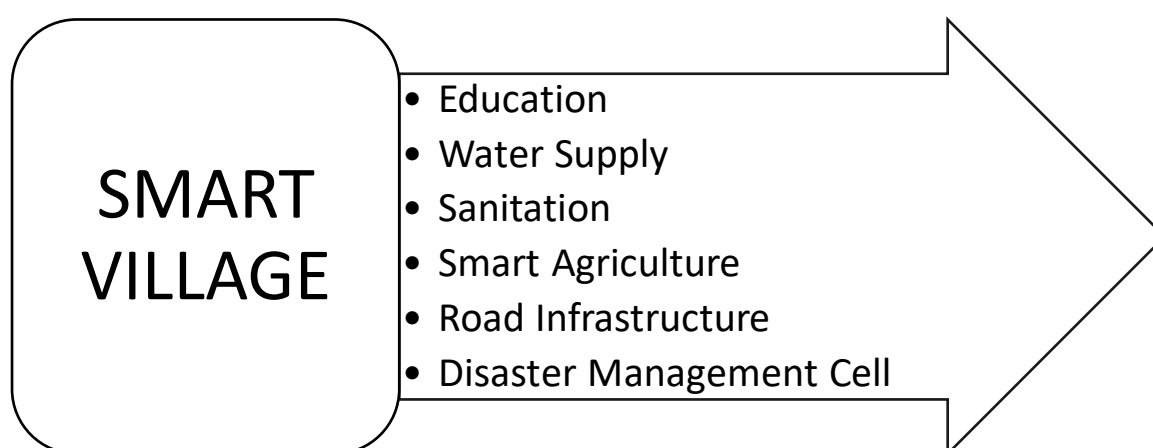 SMART
VILLAGE
• Education
• Water Supply
• Sanitation
• Smart Agriculture
• Road Infrastructure
• Disaster Management Cell